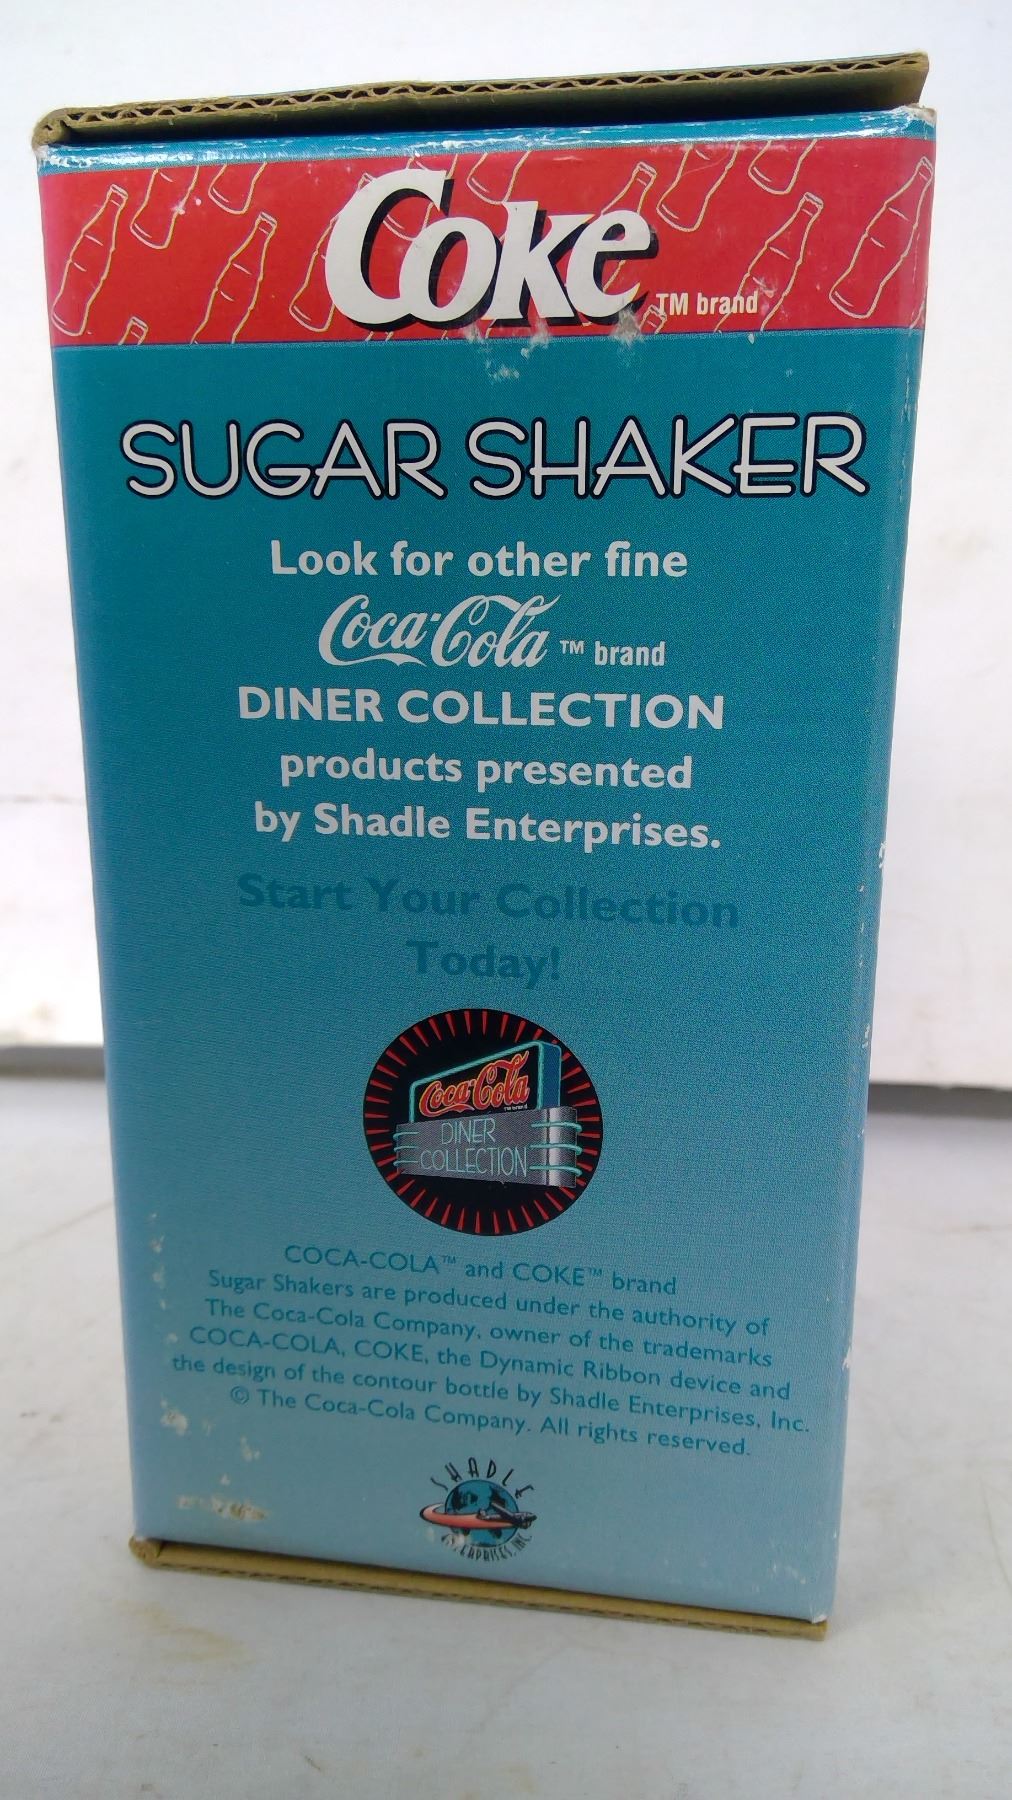 Coke TM brand
SUGAR SHAKER
Look for other fine
Coca-Cola ™ brand
DINER COLLECTION
products presented
by Shadle Enterprises.
Start Your Collection
Today!
Coca-Cola
DINER
COLLECTION
COCA-COLA™ and COKE™ brand
Sugar Shakers are produced under the authority of
The Coca-Cola Company, owner of the trademarks
COCA-COLA, COKE, the Dynamic Ribbon device and
the design of the contour bottle by Shadle Enterprises, Inc.
© The Coca-Cola Company. All rights reserved.
SHADLE
ENTERPRISES, INC.